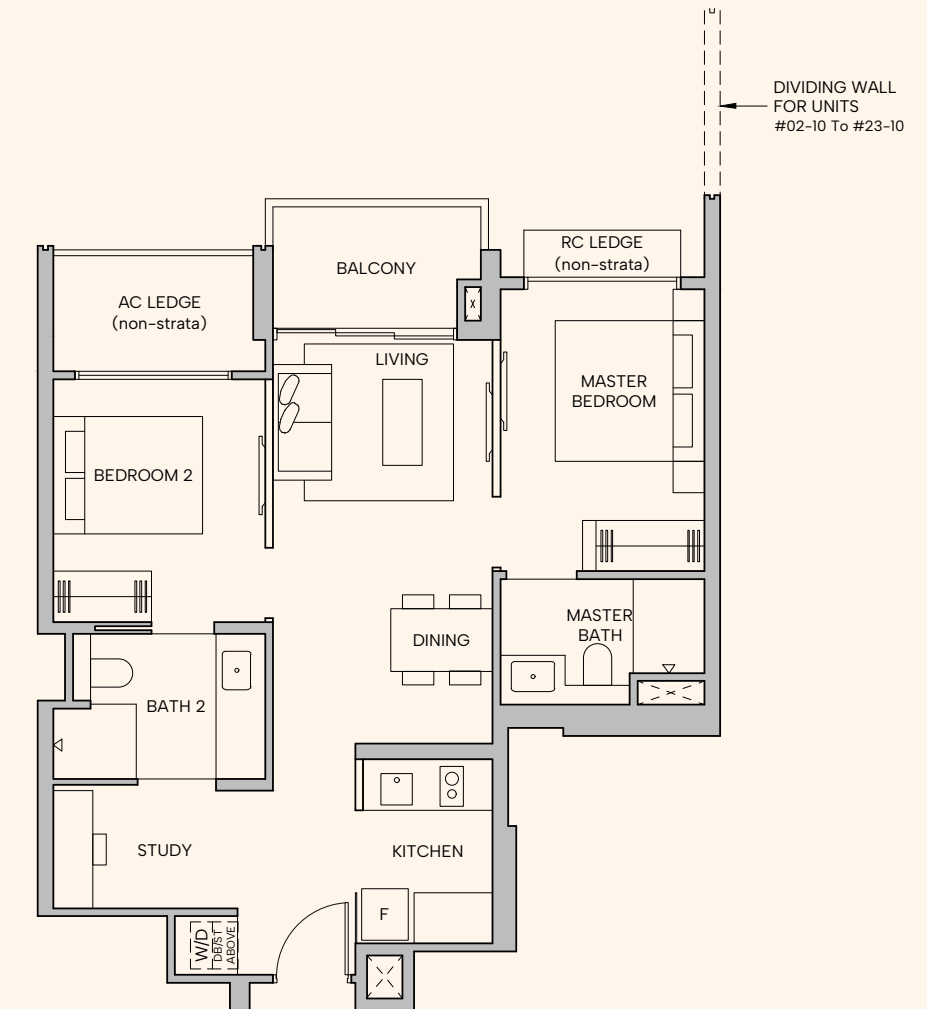 DIVIDING WALL
FOR UNITS
#02-10 To #23-10
RC LEDGE
(non-strata)
BALCONY
AC LEDGE
(non-strata)
LIVING
MASTER
BEDROOM
BEDROOM 2
MASTER
BATH
DINING
BATH 2
STUDY
KITCHEN
F
W/D
DB/ST
ABOVE